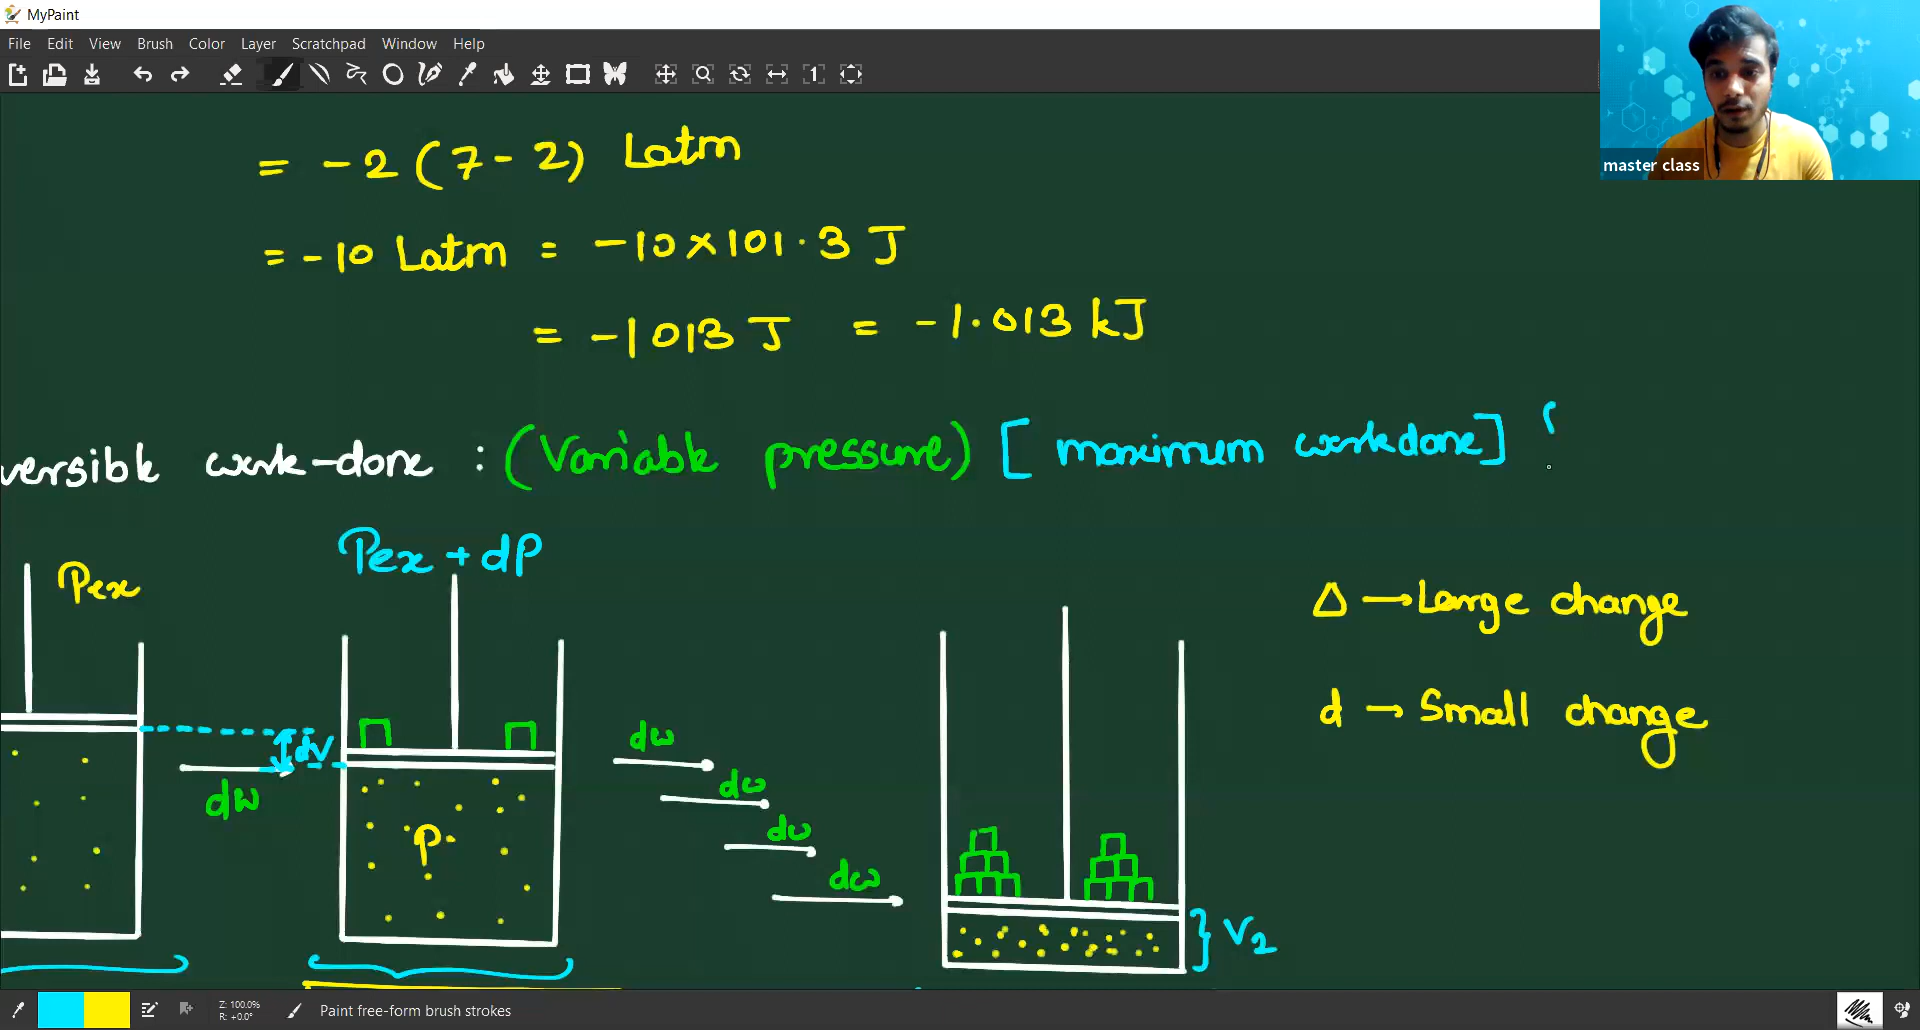 MyPaint
File Edit View Brush Color Layer Scratchpad Window Help
master class
= -2 (7-2) Latm
= -10 Latm = -10×101.3 J
= -1013 J = -1.013 kJ
versible work-done : (Variable pressure) [maximum workdone] (
Pex
Pex + dP
Δ → Large change
d → Small change
dV
dW
P
dw
dw
dw
dw
} V2
Z: 100.0%
R: +0.0°
Paint free-form brush strokes